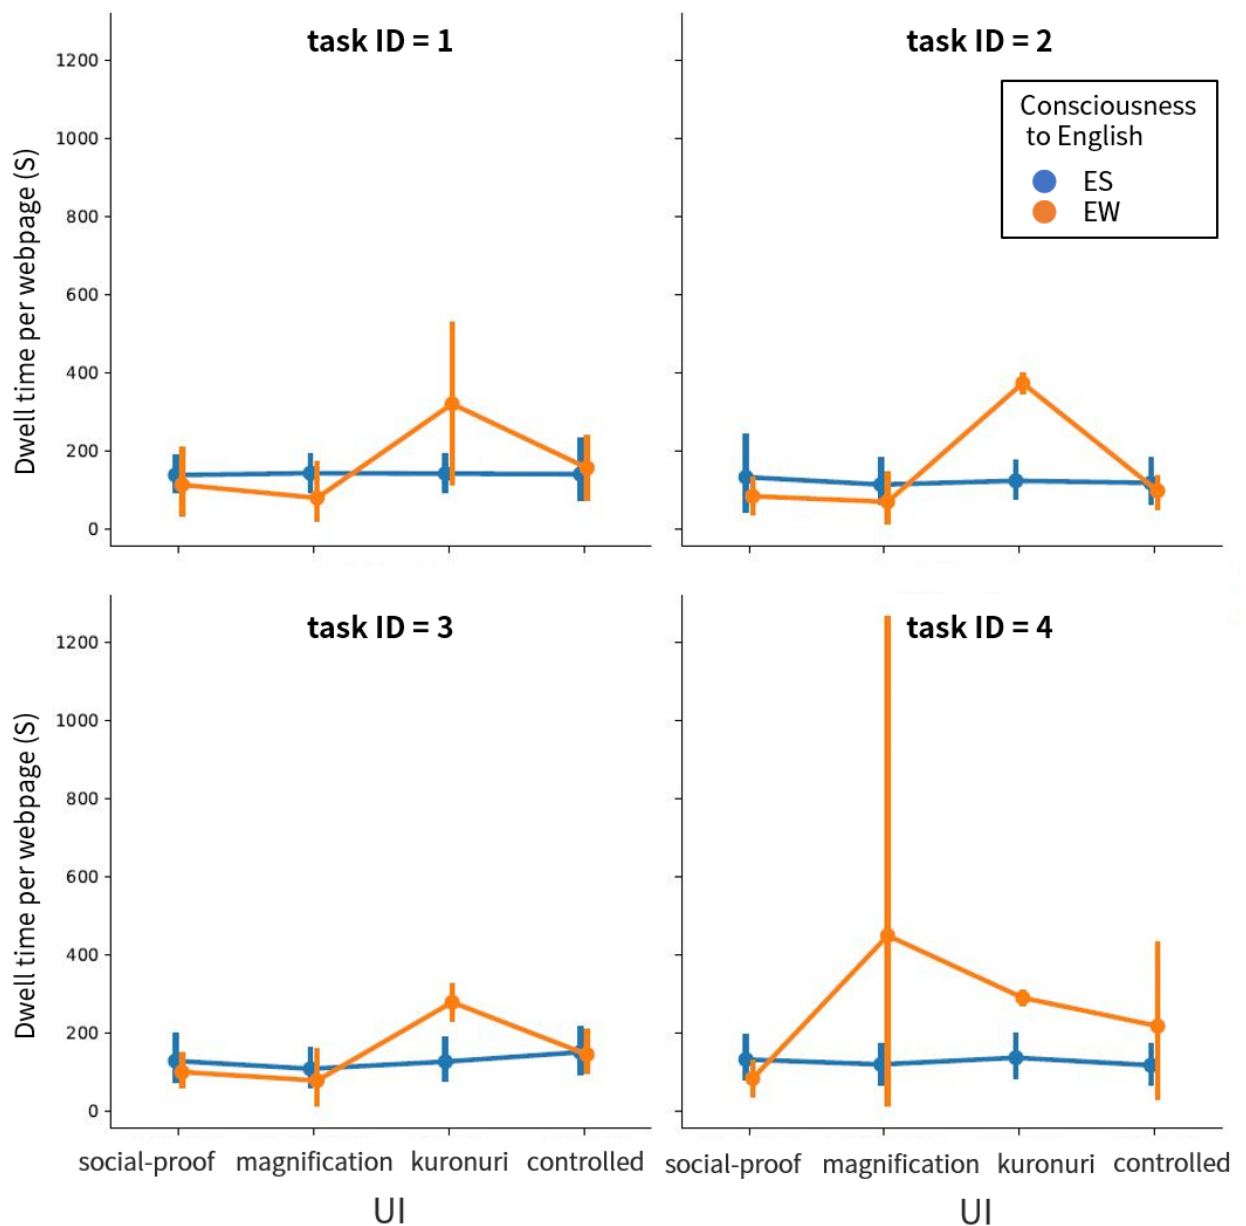 task ID = 1
1200
1000
800
600
400
200
0
Dwell time per webpage (S)
task ID = 2
Consciousness
to English
ES
EW
task ID = 3
1200
1000
800
600
400
200
0
Dwell time per webpage (S)
social-proof magnification kuronuri controlled
UI
task ID = 4
social-proof magnification kuronuri controlled
UI